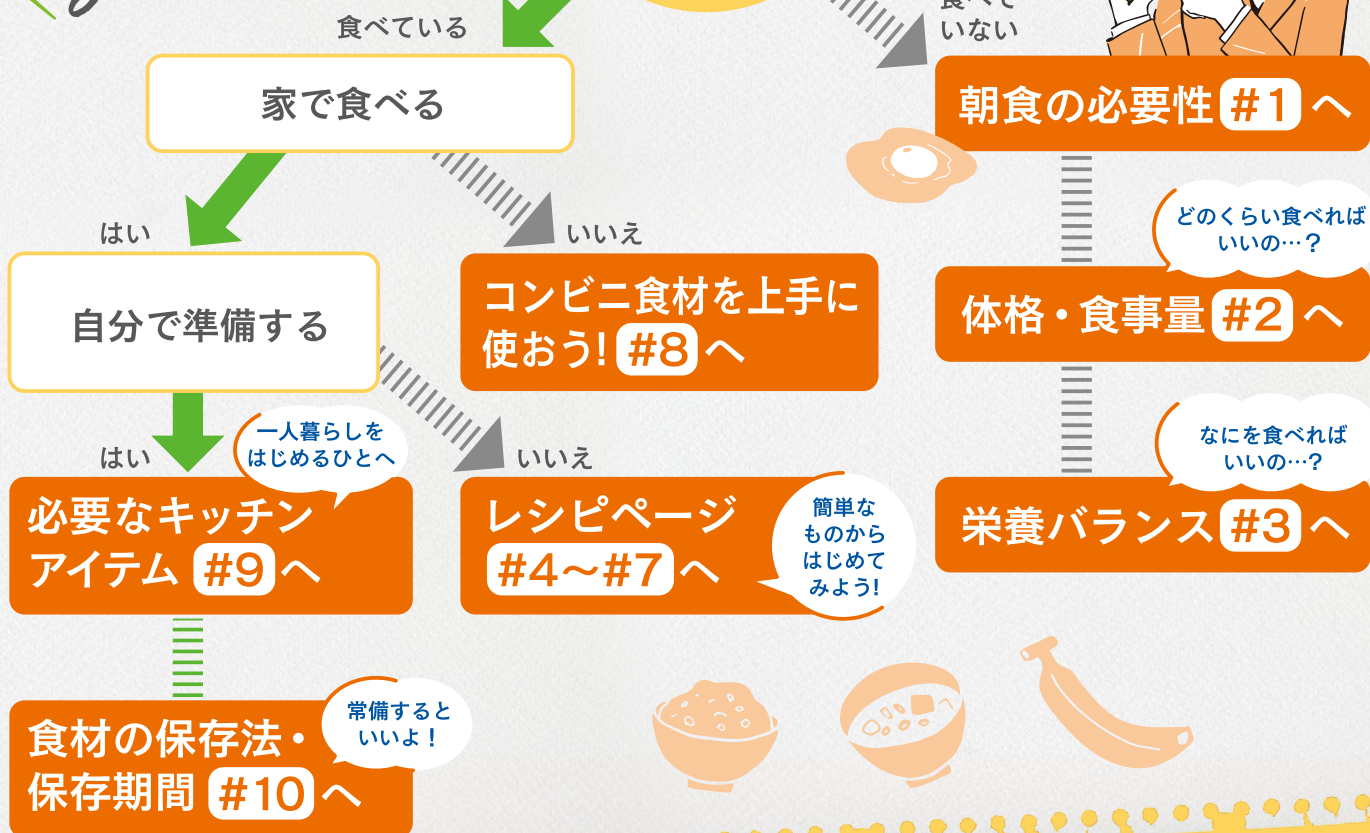 食べている
いない
家で食べる
朝食の必要性 #1 へ
どのくらい食べれば
いいの…？
はい
いいえ
自分で準備する
コンビニ食材を上手に
使おう! #8 へ
体格・食事量 #2 へ
なにを食べれば
いいの…?
はい
一人暮らしを
はじめるひとへ
いいえ
必要なキッチン
アイテム #9 へ
レシピページ
#4～#7 へ
簡単な
ものから
はじめて
みよう!
栄養バランス #3 へ
常備すると
いいよ！
食材の保存法・
保存期間 #10 へ